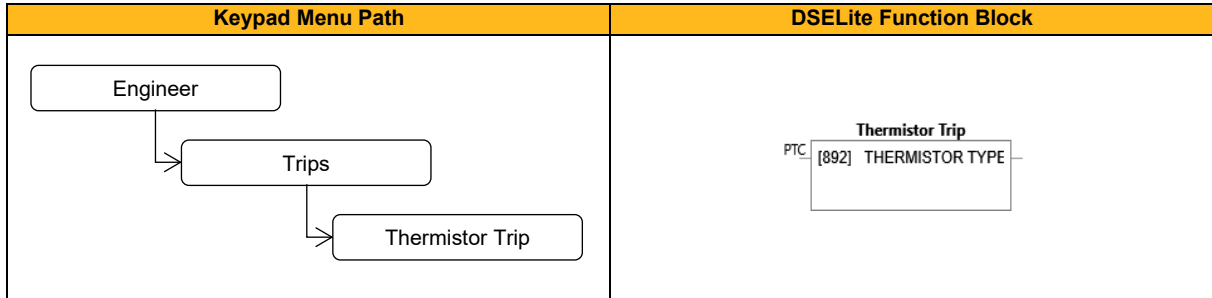 Keypad Menu Path
DSELite Function Block
Engineer
Trips
Thermistor Trip
Thermistor Trip
PTC
[892] THERMISTOR TYPE